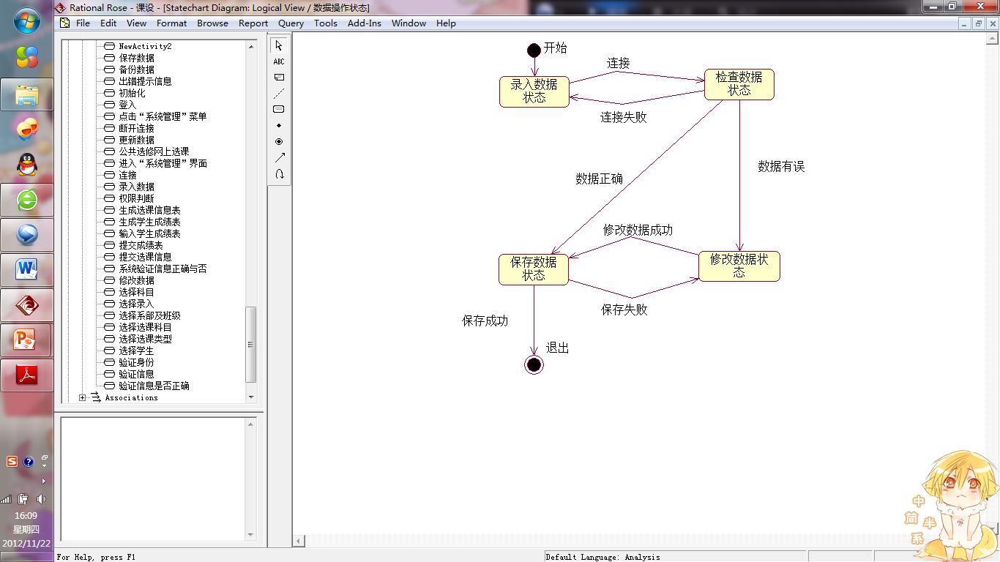 Rational Rose - 课设 - [Statechart Diagram: Logical View / 数据操作状态]
File Edit View Format Browse Report Query Tools Add-Ins Window Help
NewActivity2
保存数据
备份数据
出错提示信息
初始化
登入
点击“系统管理”菜单
断开连接
更新数据
公共选修网上选课
进入“系统管理”界面
连接
录入数据
权限判断
生成选课信息表
生成学生成绩表
输入学生成绩表
提交成绩表
提交选课信息
系统验证信息正确与否
修改数据
选择科目
选择录入
选择系部及班级
选择选课科目
选择选课类型
选择学生
验证身份
验证信息
验证信息是否正确
Associations
ABC
开始
连接
录入数据
状态
检查数据
状态
连接失败
数据有误
数据正确
修改数据成功
保存数据
状态
修改数据状
态
保存失败
保存成功
退出
16:09
星期四
2012/11/22
For Help, press F1
Default Language: Analysis
中
简
半
系